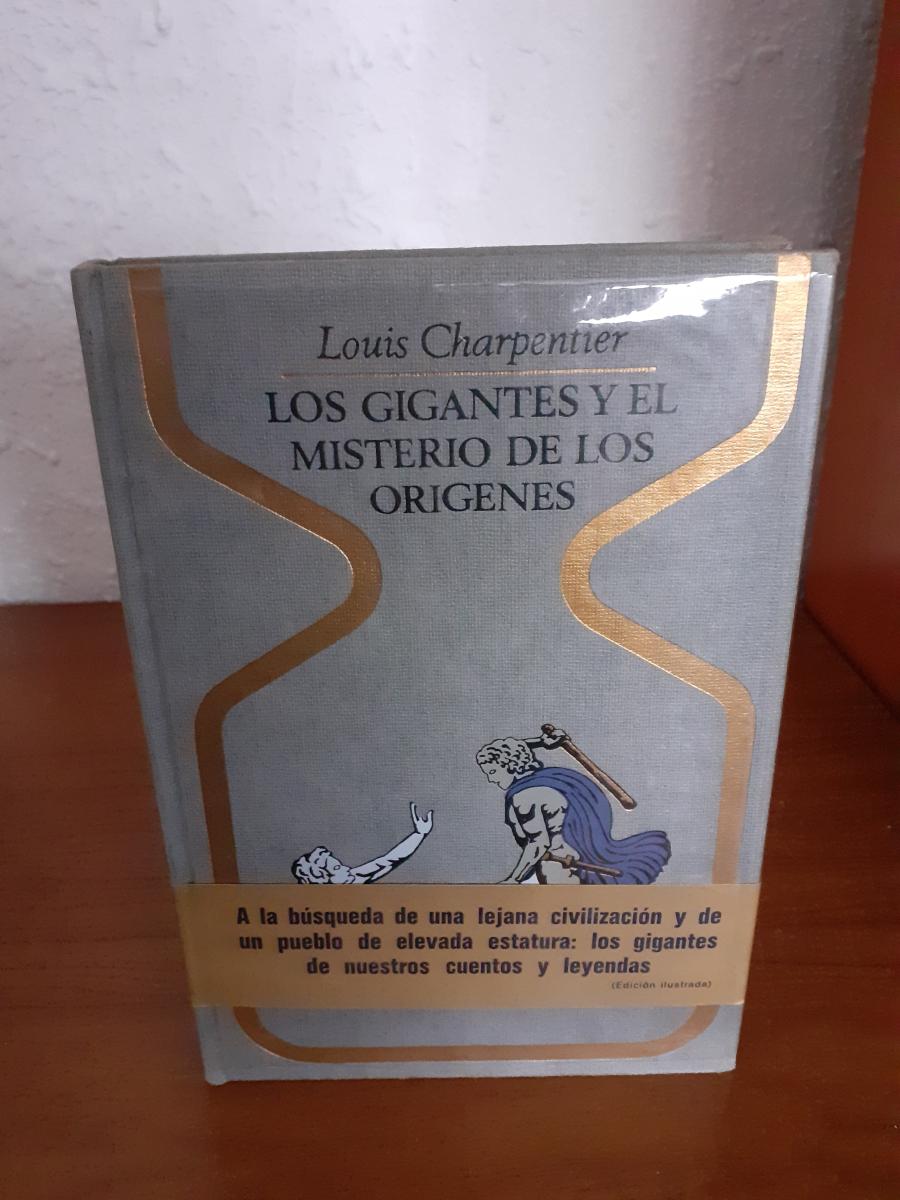 Louis Charpentier
LOS GIGANTES Y EL
MISTERIO DE LOS
ORIGENES
A la búsqueda de una lejana civilización y de
un pueblo de elevada estatura: los gigantes
de nuestros cuentos y leyendas
(Edición ilustrada)